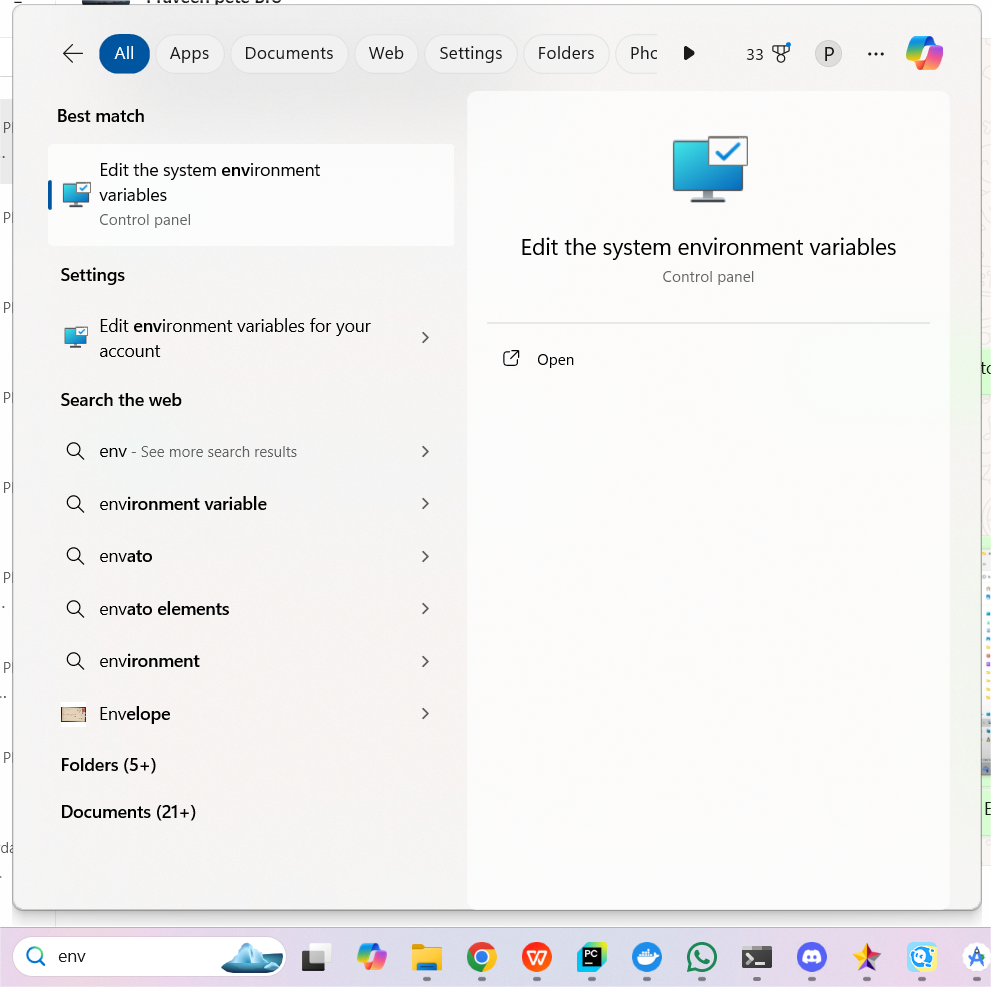 All
Apps
Documents
Web
Settings
Folders
Pho
33
P
Best match
Edit the system environment
variables
Control panel
Settings
Edit environment variables for your
account
Search the web
env - See more search results
environment variable
envato
envato elements
environment
Envelope
Folders (5+)
Documents (21+)
Edit the system environment variables
Control panel
Open
env